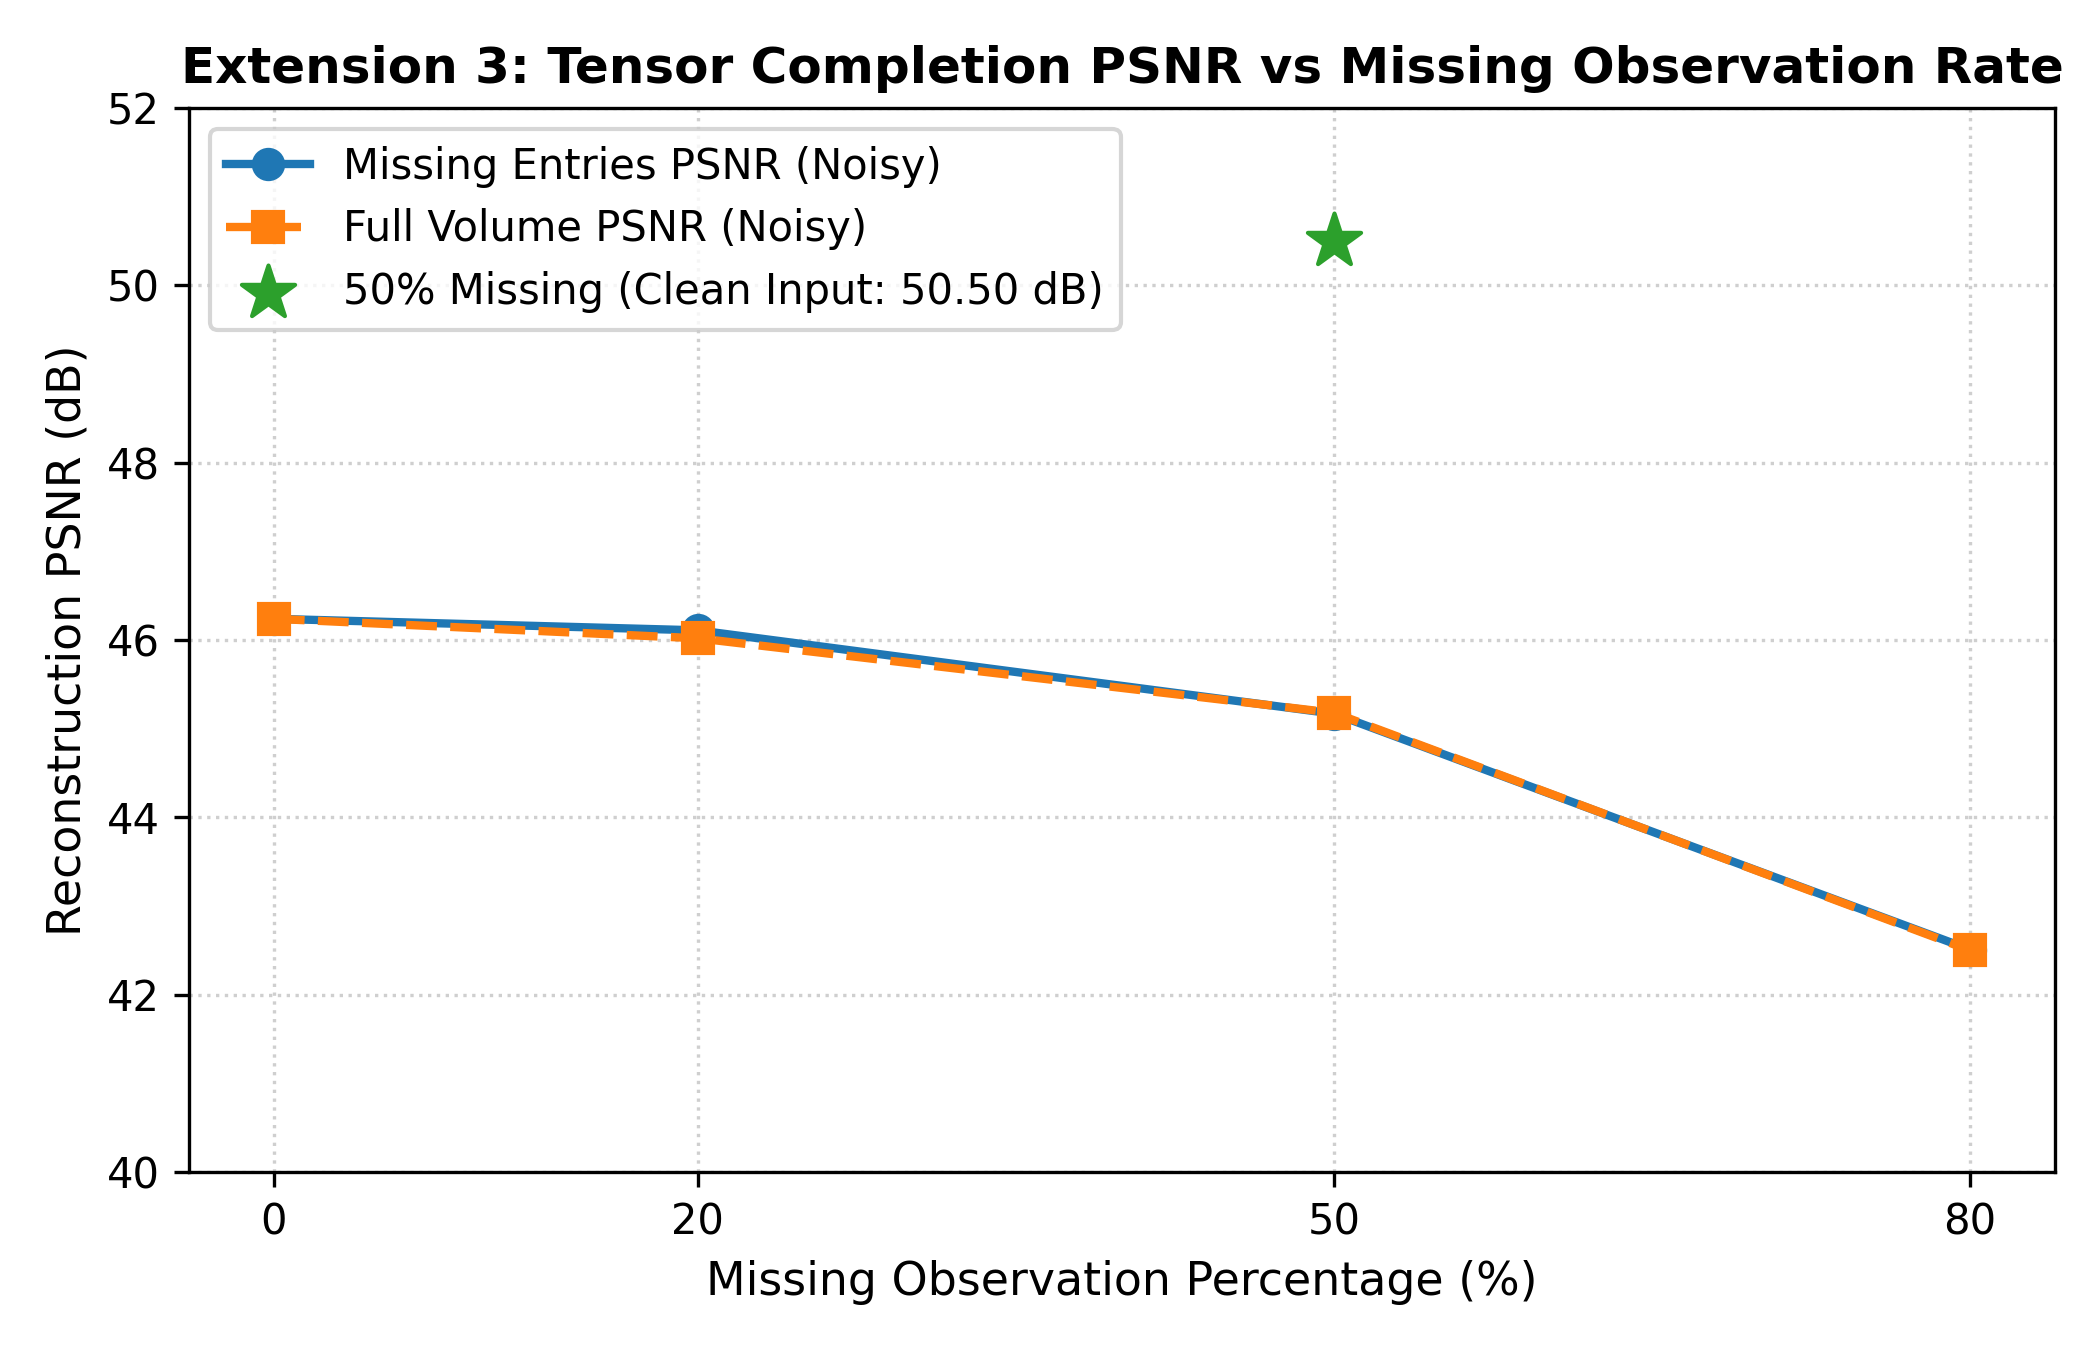 Extension 3: Tensor Completion PSNR vs Missing Observation Rate
Missing Entries PSNR (Noisy)
Full Volume PSNR (Noisy)
50% Missing (Clean Input: 50.50 dB)
Reconstruction PSNR (dB)
52
50
48
46
44
42
40
0
20
50
80
Missing Observation Percentage (%)